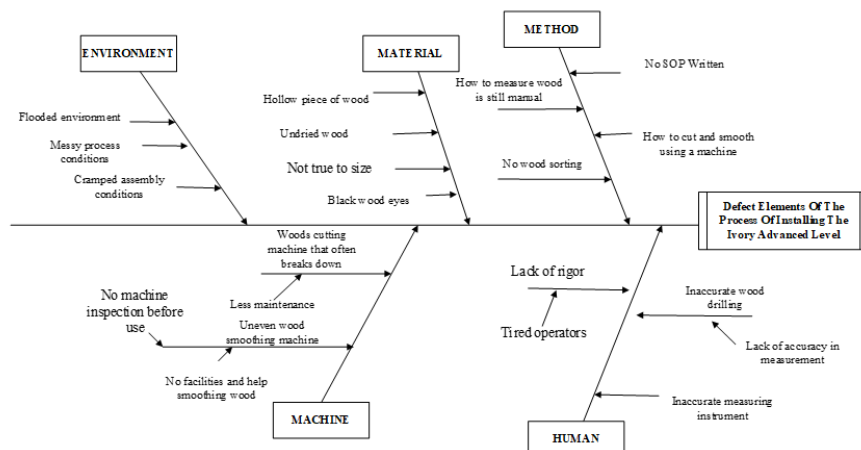 METHOD
ENVIRONMENT
MATERIAL
No SOP Written
Hollow piece of wood
How to measure wood
is still manual
Flooded environment
Undried wood
How to cut and smooth
using a machine
Messy process
conditions
Not true to size
No wood sorting
Cramped assembly
conditions
Black wood eyes
Defect Elements Of The
Process Of Installing The
Ivory Advanced Level
Woods cutting
machine that often
breaks down
Less maintenance
No machine
inspection before
use
Uneven wood
smoothing machine
No facilities and help
smoothing wood
MACHINE
Lack of rigor
Tired operators
Inaccurate wood
drilling
Lack of accuracy in
measurement
Inaccurate measuring
instrument
HUMAN